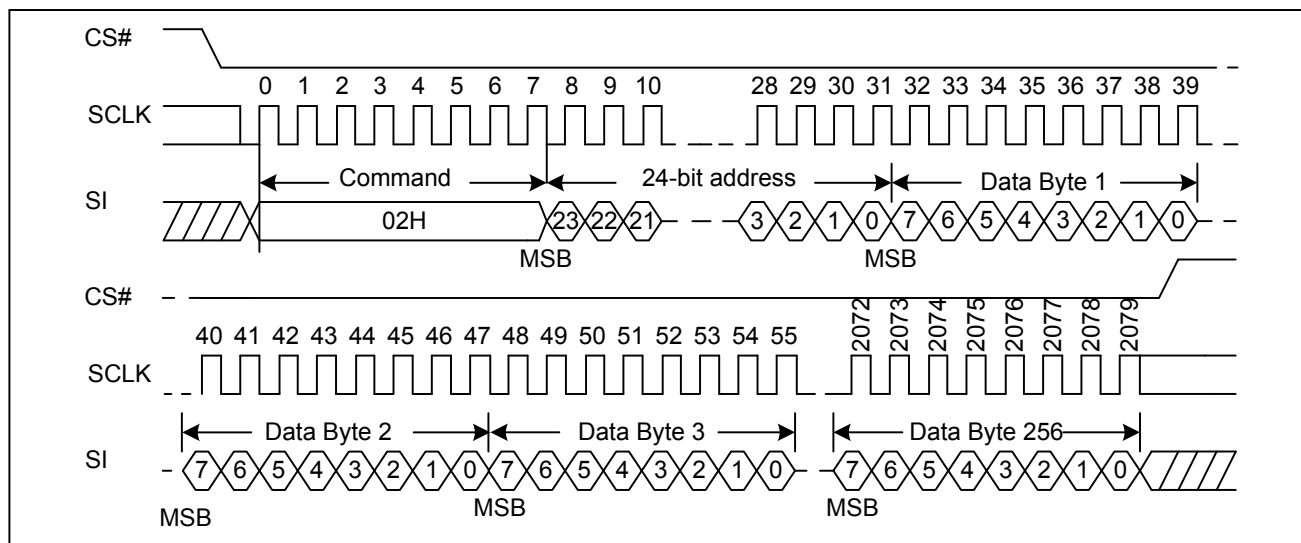 CS#
0 1 2 3 4 5 6 7 8 9 10 28 29 30 31 32 33 34 35 36 37 38 39
SCLK
Command 24-bit address Data Byte 1
SI
02H 23 22 21 3 2 1 0 7 6 5 4 3 2 1 0
MSB MSB
CS#
40 41 42 43 44 45 46 47 48 49 50 51 52 53 54 55 2072 2073 2074 2075 2076 2077 2078 2079
SCLK
Data Byte 2 Data Byte 3 Data Byte 256
SI
7 6 5 4 3 2 1 0 7 6 5 4 3 2 1 0 7 6 5 4 3 2 1 0
MSB MSB MSB